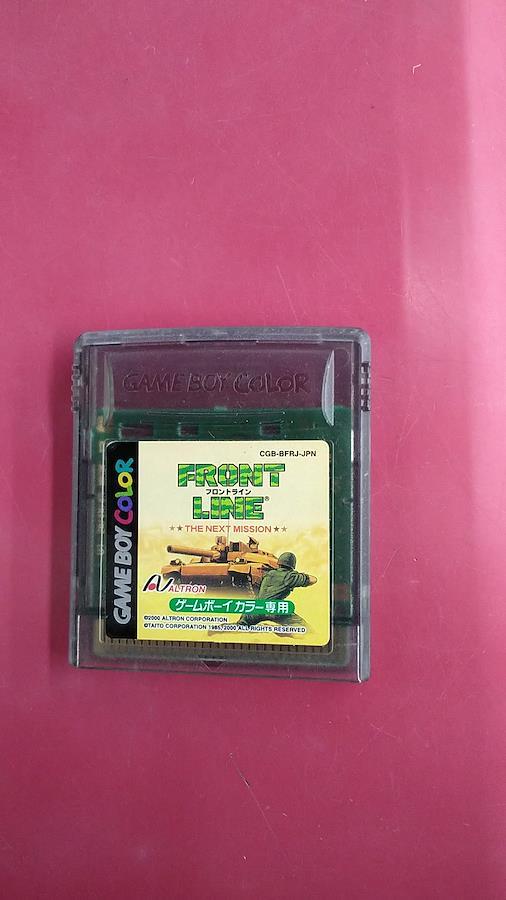 GAME BOY COLOR
GAME BOY COLOR
CGB-BFRJ-JPN
FRONT
フロントライン
LINE®
★★THE NEXT MISSION★★
ALTRON
ゲームボーイ カラー専用
©2000 ALTRON CORPORATION
©TAITO CORPORATION 1985,2000 ALL RIGHTS RESERVED